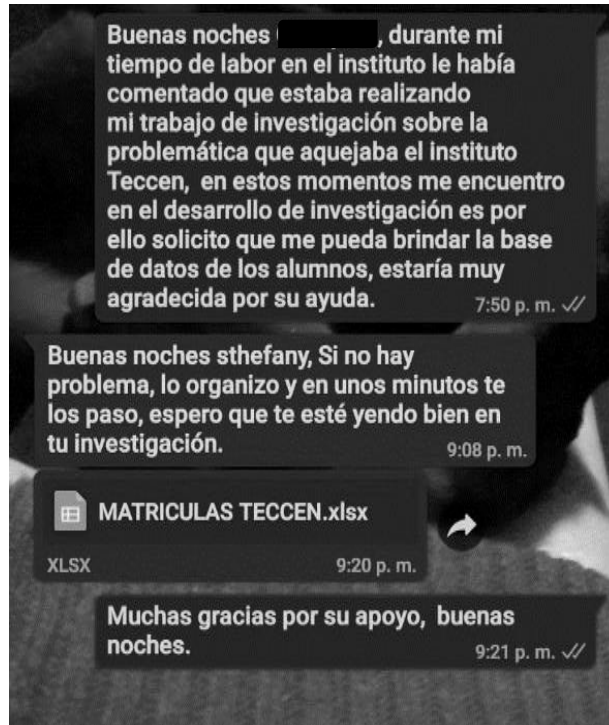 Buenas noches , durante mi
tiempo de labor en el instituto le había
comentado que estaba realizando
mi trabajo de investigación sobre la
problemática que aquejaba el instituto
Teccen, en estos momentos me encuentro
en el desarrollo de investigación es por
ello solicito que me pueda brindar la base
de datos de los alumnos, estaría muy
agradecida por su ayuda.
7:50 p. m.
Buenas noches sthefany, Si no hay
problema, lo organizo y en unos minutos te
los paso, espero que te esté yendo bien en
tu investigación.
9:08 p. m.
MATRICULAS TECCEN.xlsx
XLSX 9:20 p. m.
Muchas gracias por su apoyo, buenas
noches.
9:21 p. m.